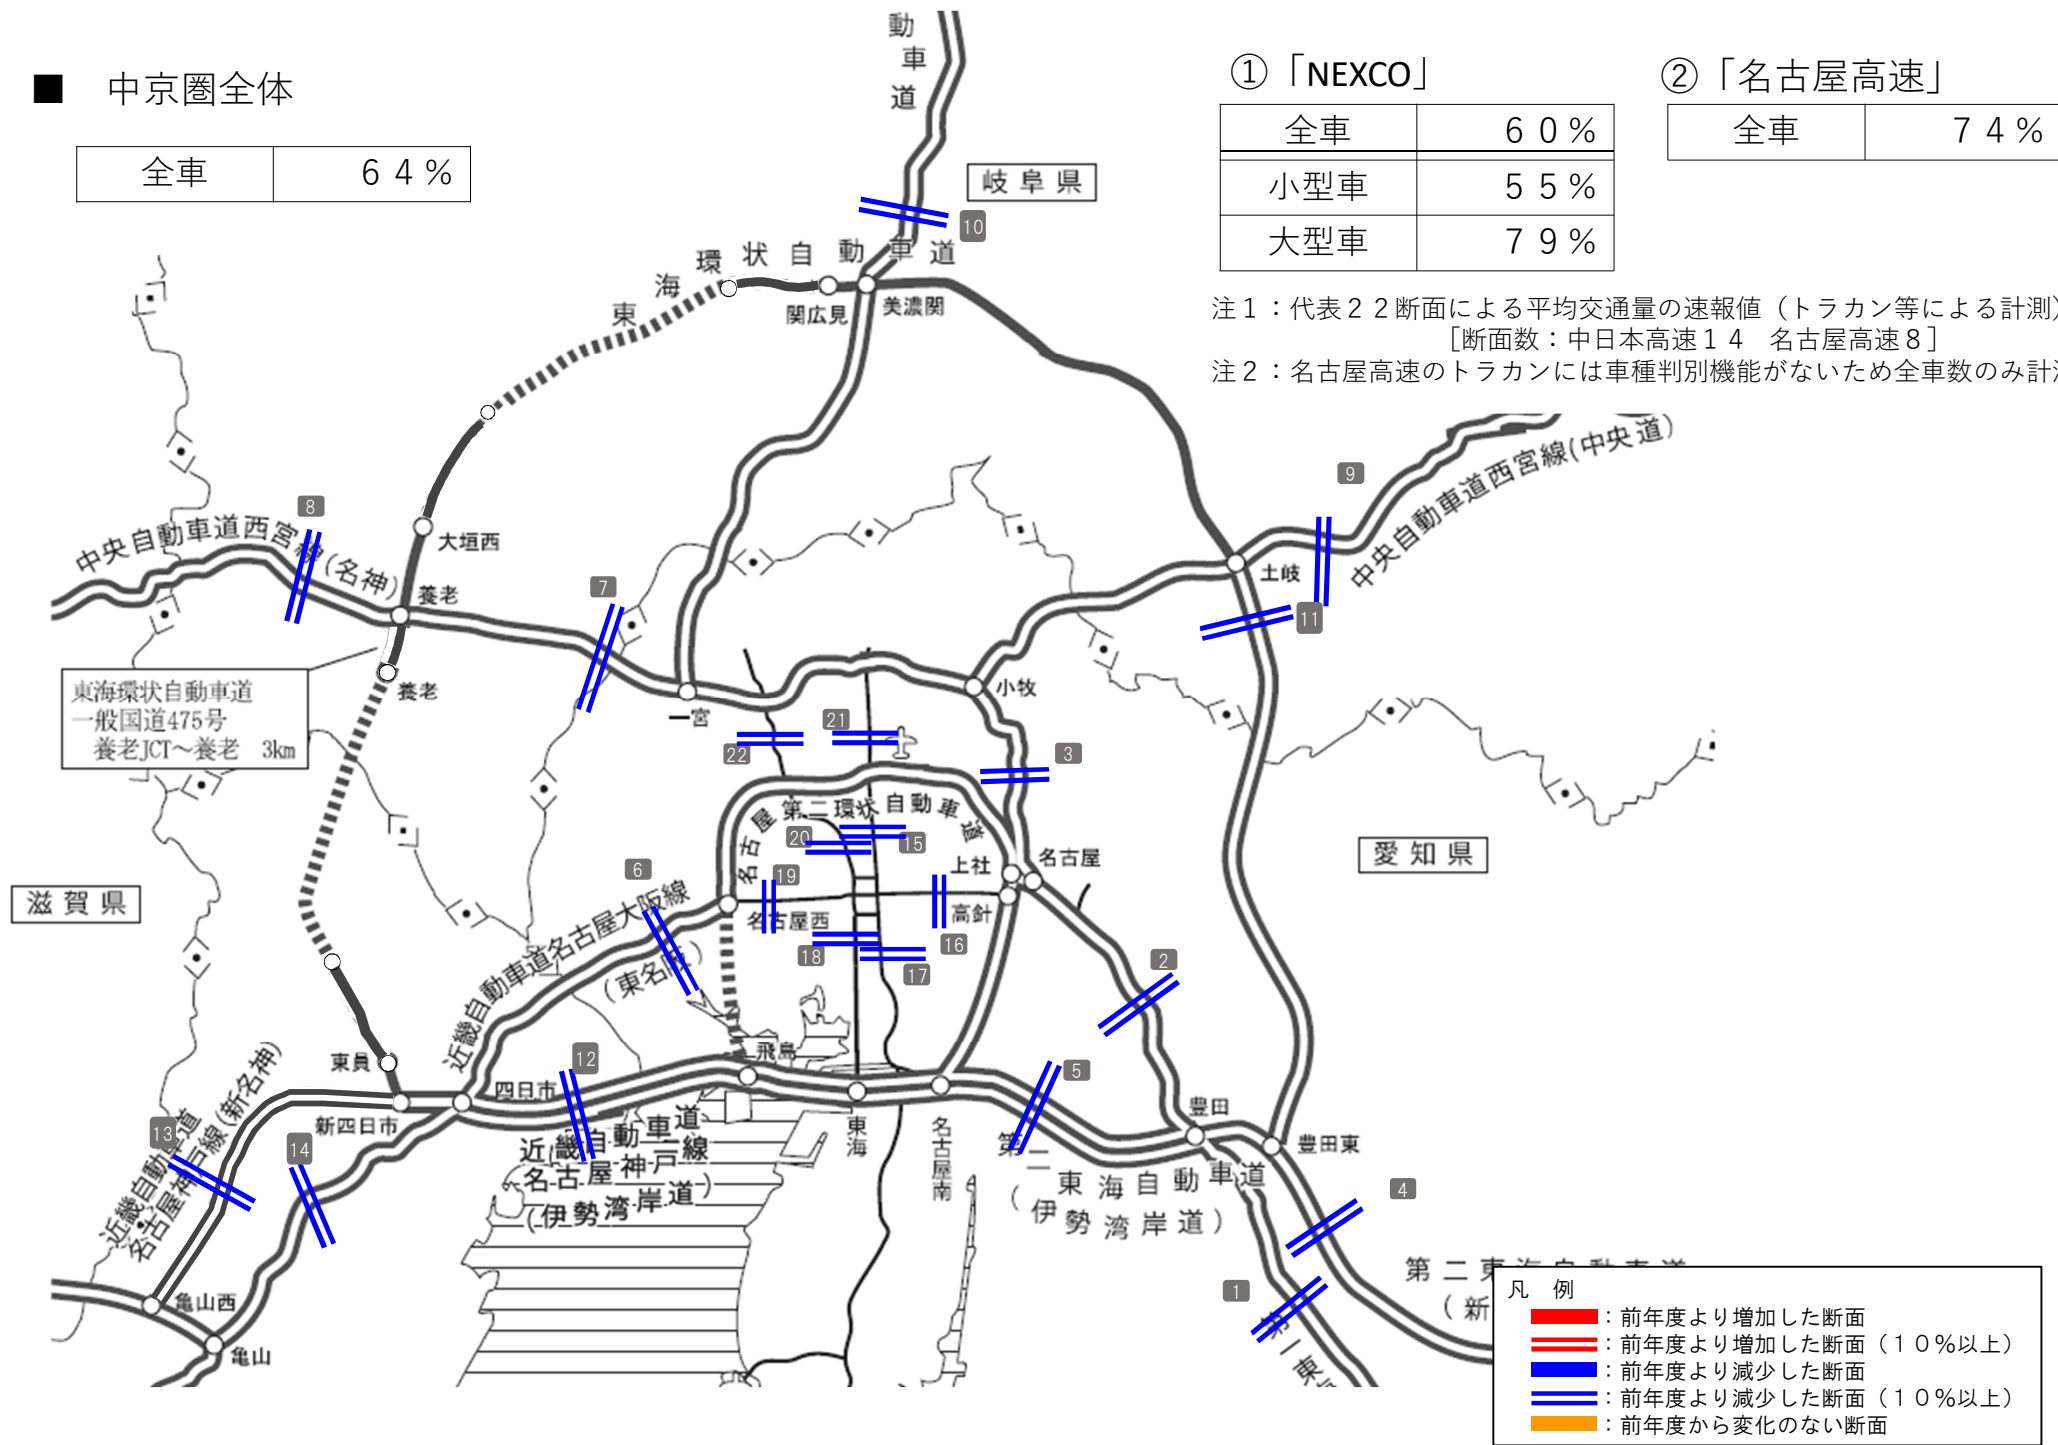 ■ 中京圏全体
全車 ６４％
①「NEXCO」
全車 ６０％
小型車 ５５％
大型車 ７９％
②「名古屋高速」
全車 ７４％
注１：代表２２断面による平均交通量の速報値（トラカン等による計測）
［断面数：中日本高速１４　名古屋高速８］
注２：名古屋高速のトラカンには車種判別機能がないため全車数のみ計
動車道
岐阜県
10
東海環状自動車道
関広見
美濃関
9
中央自動車道西宮線(中央道)
8
中央自動車道西宮線(名神)
大垣西
養老
7
土岐
11
養老
東海環状自動車道
一般国道475号
養老JCT～養老 3km
一宮
小牧
22
21
3
名古屋第二環状自動車道
20
15
上社
名古屋
愛知県
滋賀県
6
19
名古屋西
高針
16
18
17
2
近畿自動車道名古屋大阪線
(東名阪)
飛島
東員
12
四日市
5
新四日市
豊田
豊田東
13
14
近畿自動車道
名古屋神戸線(新名神)
近畿自動車道
名古屋神戸線
(伊勢湾岸道)
東海
名古屋南
第二東海自動車道
(伊勢湾岸道)
4
1
亀山西
亀山
第一東
第二東海自動車道
(新
凡　例
：前年度より増加した断面
：前年度より増加した断面（１０％以上）
：前年度より減少した断面
：前年度より減少した断面（１０％以上）
：前年度から変化のない断面